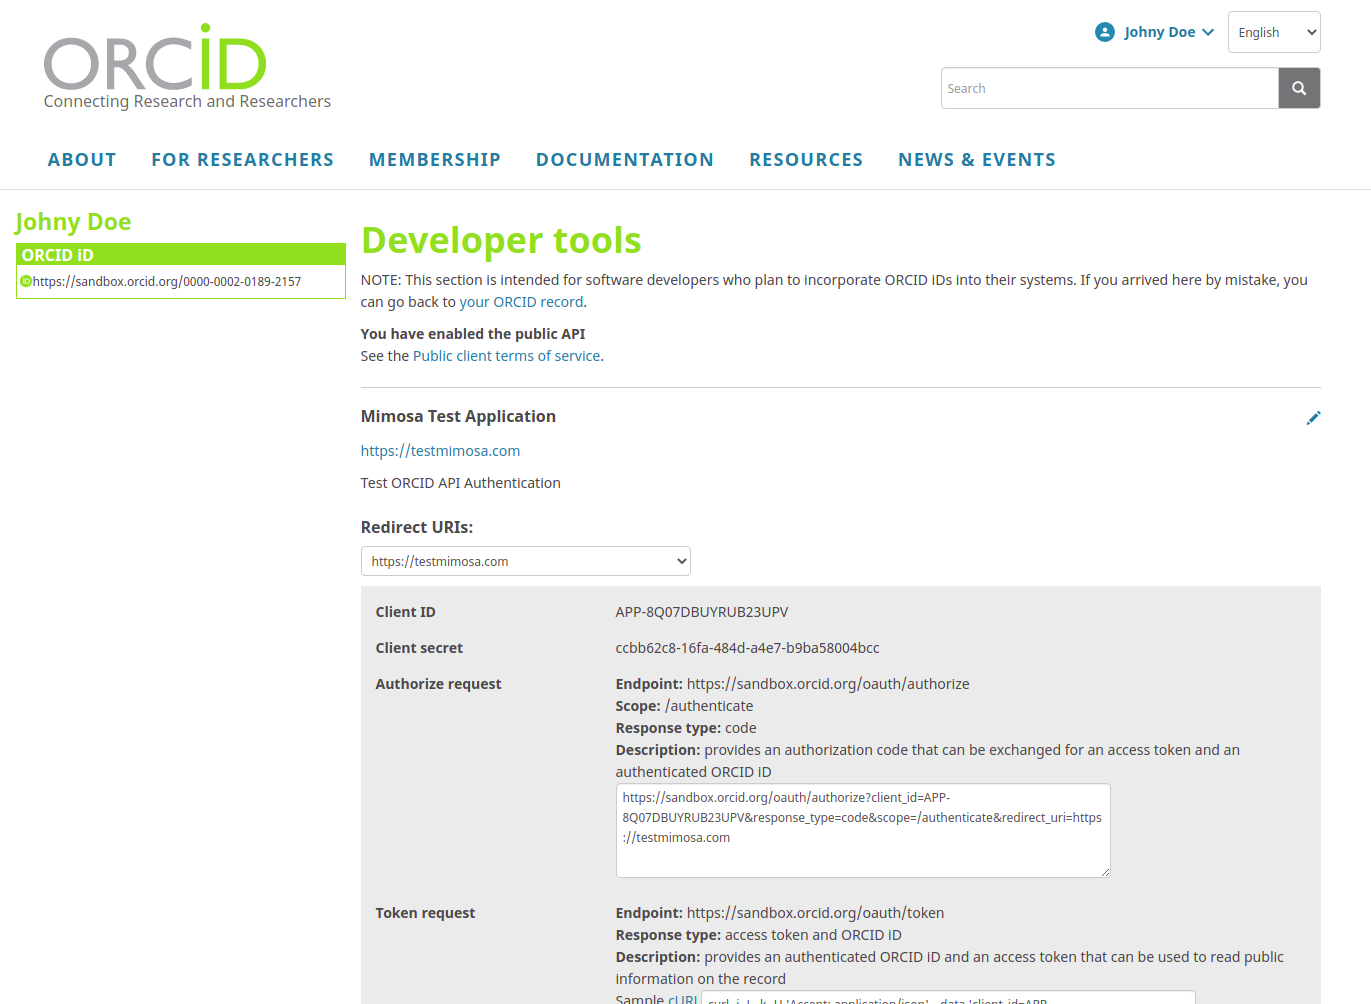 ORCID
Connecting Research and Researchers
Johny Doe
English
Search
ABOUT
FOR RESEARCHERS
MEMBERSHIP
DOCUMENTATION
RESOURCES
NEWS & EVENTS
Johny Doe
ORCID iD
iD https://sandbox.orcid.org/0000-0002-0189-2157
Developer tools
NOTE: This section is intended for software developers who plan to incorporate ORCID iDs into their systems. If you arrived here by mistake, you
can go back to your ORCID record.
You have enabled the public API
See the Public client terms of service.
Mimosa Test Application
https://testmimosa.com
Test ORCID API Authentication
Redirect URIs:
https://testmimosa.com
Client ID
APP-8Q07DBUYRUB23UPV
Client secret
ccbb62c8-16fa-484d-a4e7-b9ba58004bcc
Authorize request
Endpoint: https://sandbox.orcid.org/oauth/authorize
Scope: /authenticate
Response type: code
Description: provides an authorization code that can be exchanged for an access token and an
authenticated ORCID iD
https://sandbox.orcid.org/oauth/authorize?client_id=APP-
8Q07DBUYRUB23UPV&response_type=code&scope=/authenticate&redirect_uri=https
://testmimosa.com
Token request
Endpoint: https://sandbox.orcid.org/oauth/token
Response type: access token and ORCID iD
Description: provides an authenticated ORCID iD and an access token that can be used to read public
information on the record
Sample cURL
curl -i -L -k -H 'Accept: application/json' --data 'client_id=APP-